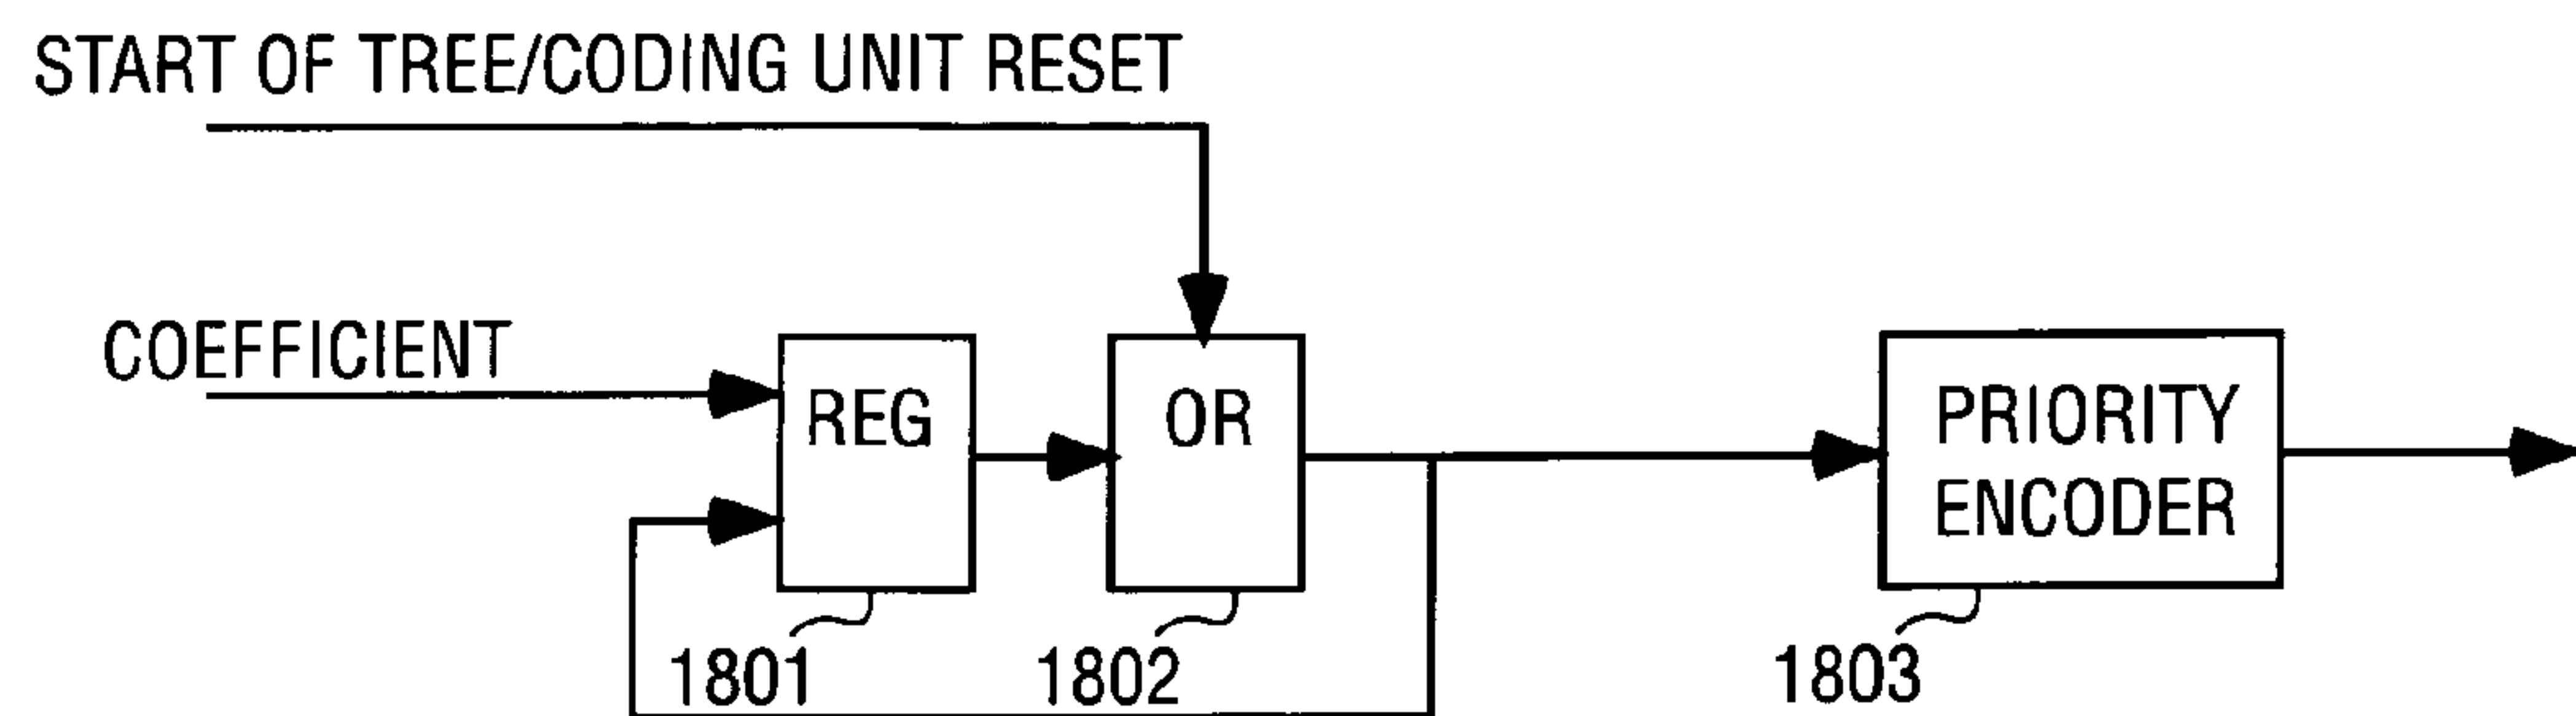 START OF TREE/CODING UNIT RESET
COEFFICIENT
REG
OR
PRIORITY
ENCODER
1801
1802
1803